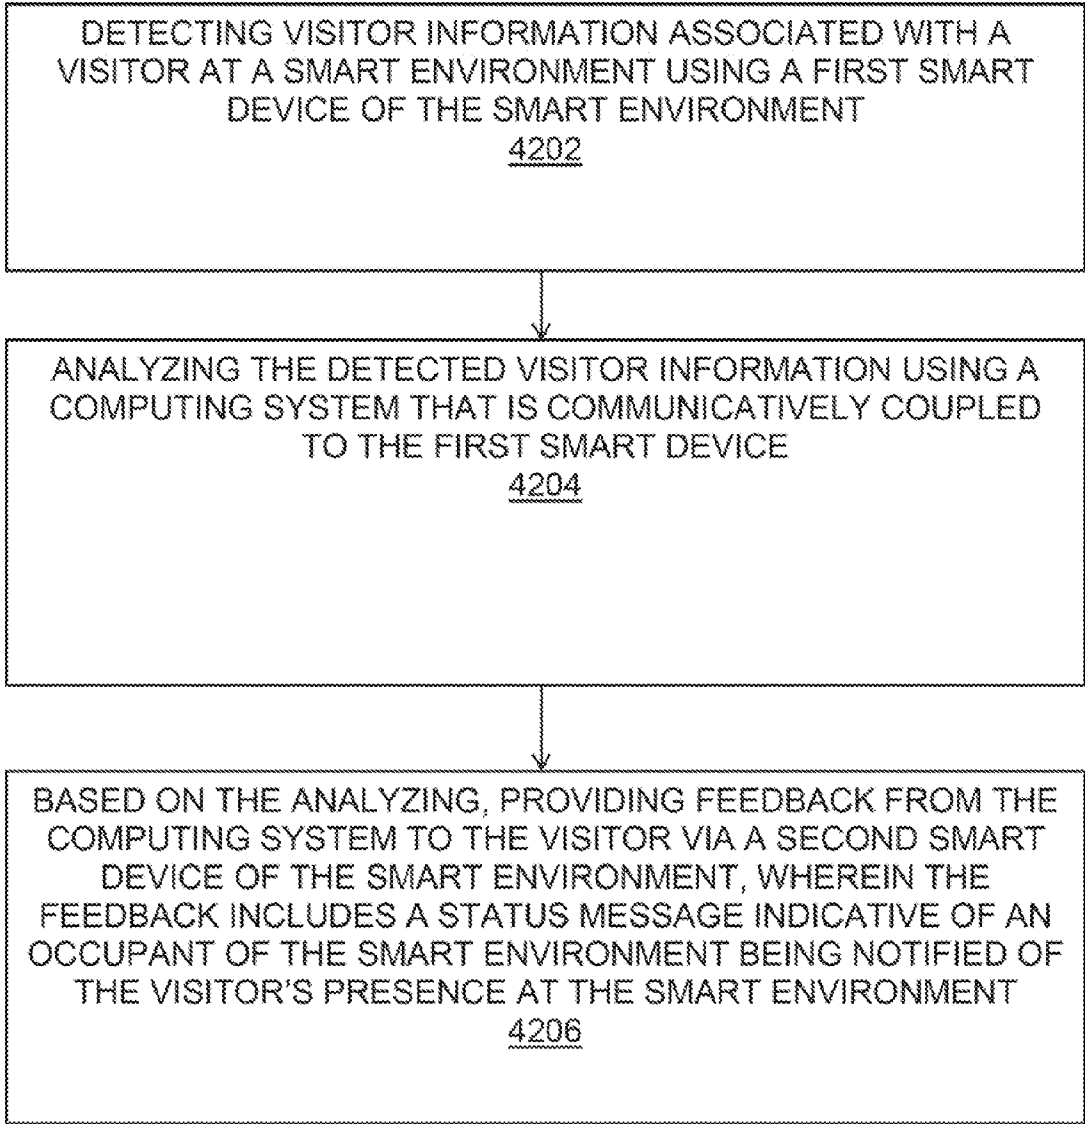 DETECTING VISITOR INFORMATION ASSOCIATED WITH A
VISITOR AT A SMART ENVIRONMENT USING A FIRST SMART
DEVICE OF THE SMART ENVIRONMENT
4202
ANALYZING THE DETECTED VISITOR INFORMATION USING A
COMPUTING SYSTEM THAT IS COMMUNICATIVELY COUPLED
TO THE FIRST SMART DEVICE
4204
BASED ON THE ANALYZING, PROVIDING FEEDBACK FROM THE
COMPUTING SYSTEM TO THE VISITOR VIA A SECOND SMART
DEVICE OF THE SMART ENVIRONMENT, WHEREIN THE
FEEDBACK INCLUDES A STATUS MESSAGE INDICATIVE OF AN
OCCUPANT OF THE SMART ENVIRONMENT BEING NOTIFIED OF
THE VISITOR'S PRESENCE AT THE SMART ENVIRONMENT
4206